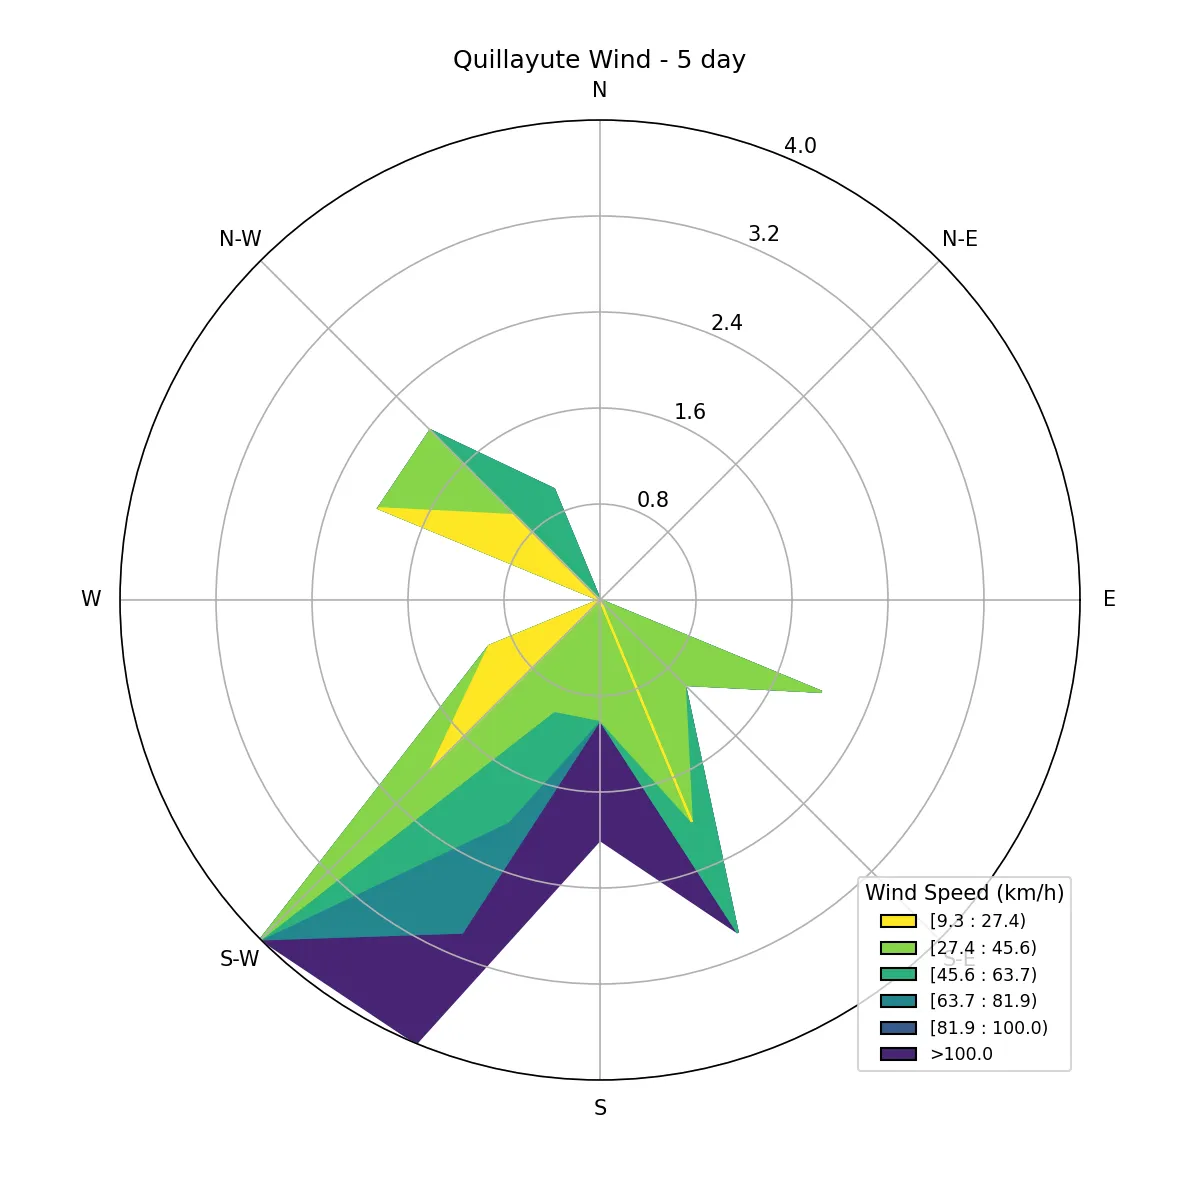 Quillayute Wind - 5 day
N
4.0
N-W
3.2
N-E
2.4
1.6
0.8
W
E
S-W
S-E
S
Wind Speed (km/h)
[9.3 : 27.4)
[27.4 : 45.6)
[45.6 : 63.7)
[63.7 : 81.9)
[81.9 : 100.0)
>100.0